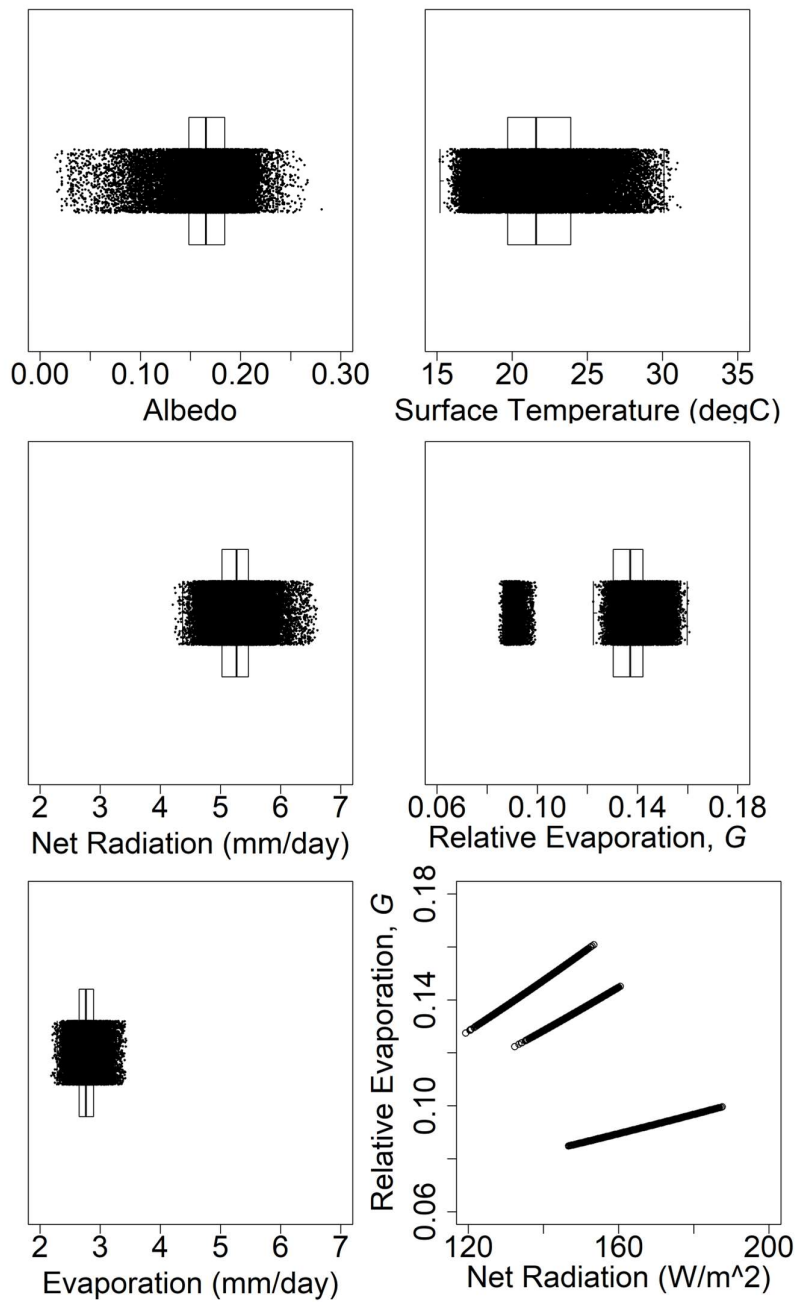 0.00 0.10 0.20 0.30
Albedo
15 20 25 30 35
Surface Temperature (degC)
2 3 4 5 6 7
Net Radiation (mm/day)
0.06 0.10 0.14 0.18
Relative Evaporation, G
2 3 4 5 6 7
Evaporation (mm/day)
0.06 0.10 0.14 0.18
Relative Evaporation, G
120 160 200
Net Radiation (W/m^2)